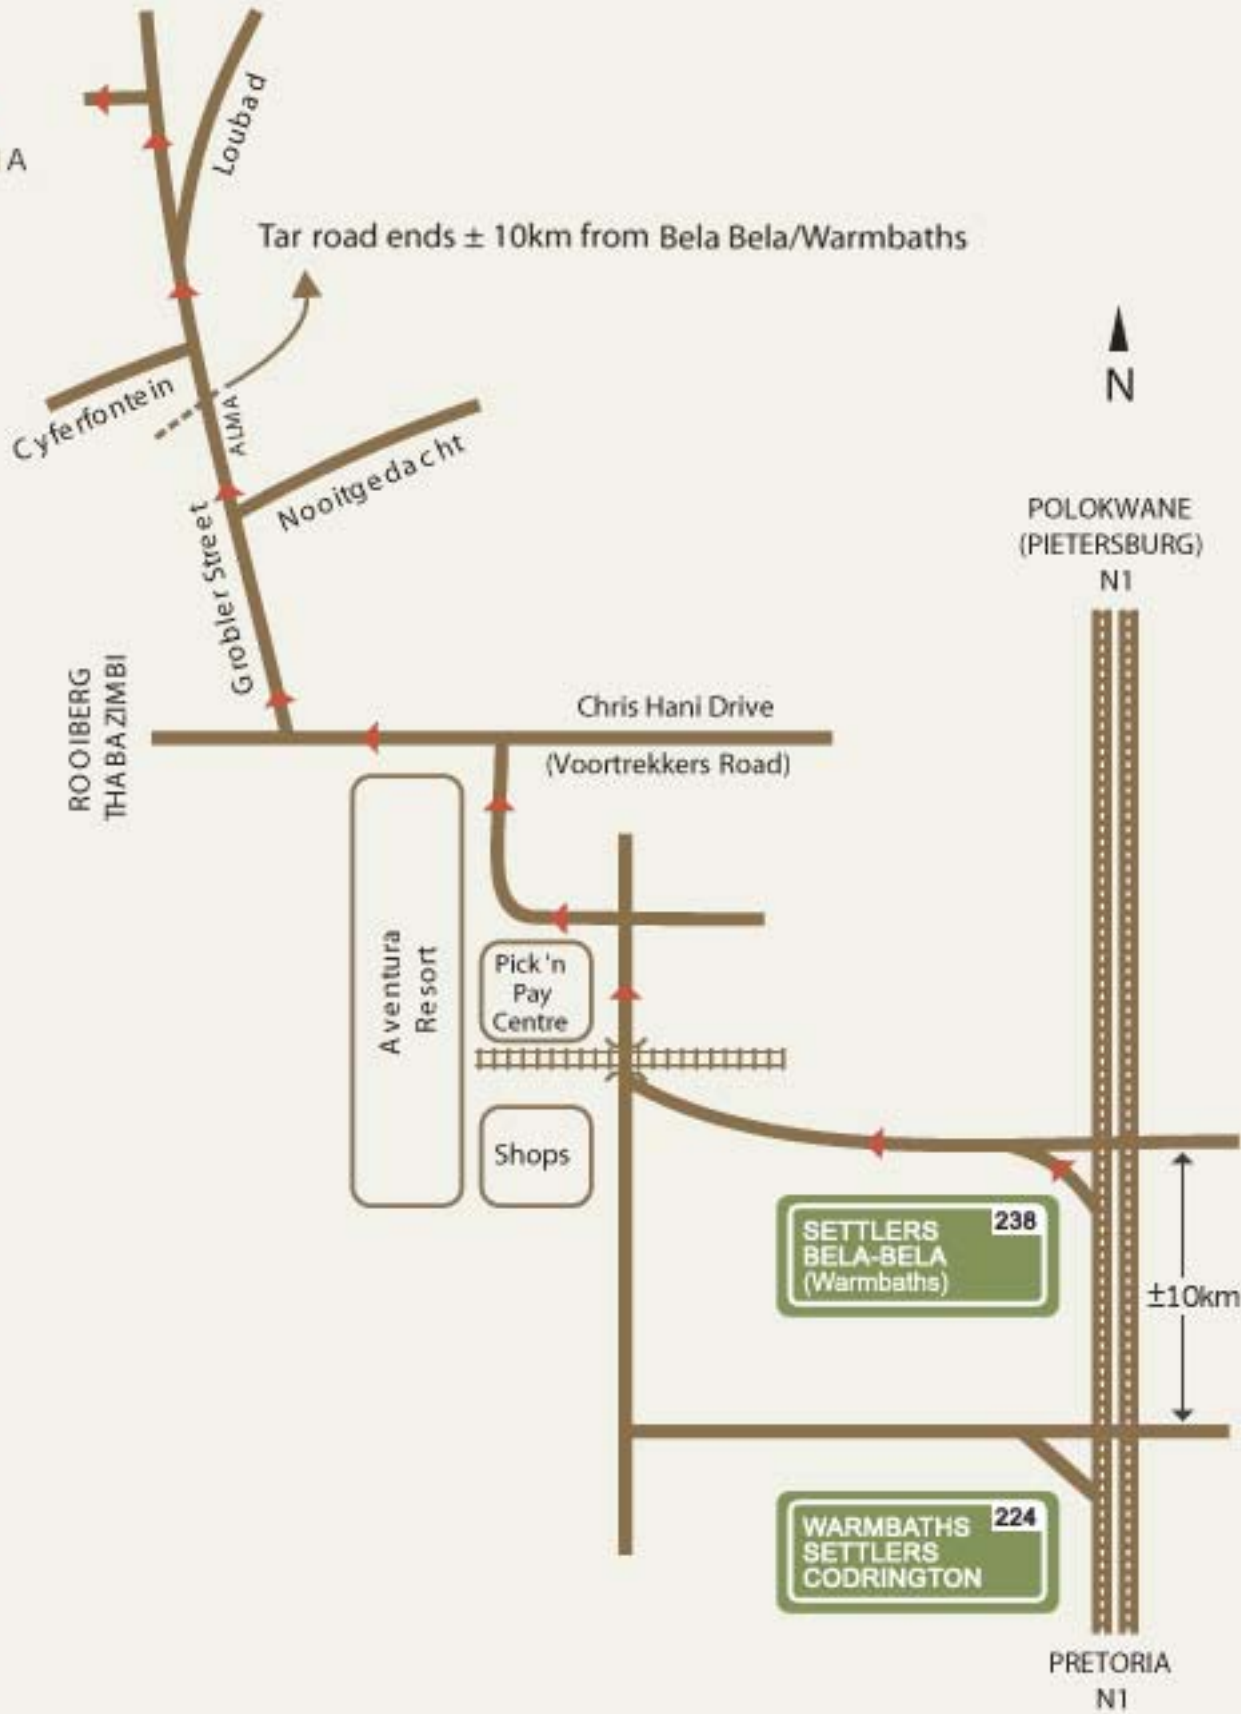 Loubad
A
Tar road ends ± 10km from Bela Bela/Warmbaths
N
Cyferfontein
ALMA
Nooitgedacht
POLOKWANE
(PIETERSBURG)
N1
Grobler Street
ROOIBERG
THABAZIMBI
Chris Hani Drive
(Voortrekkers Road)
Aventura
Resort
Pick 'n
Pay
Centre
Shops
238
SETTLERS
BELA-BELA
(Warmbaths)
±10km
224
WARMBATHS
SETTLERS
CODRINGTON
PRETORIA
N1